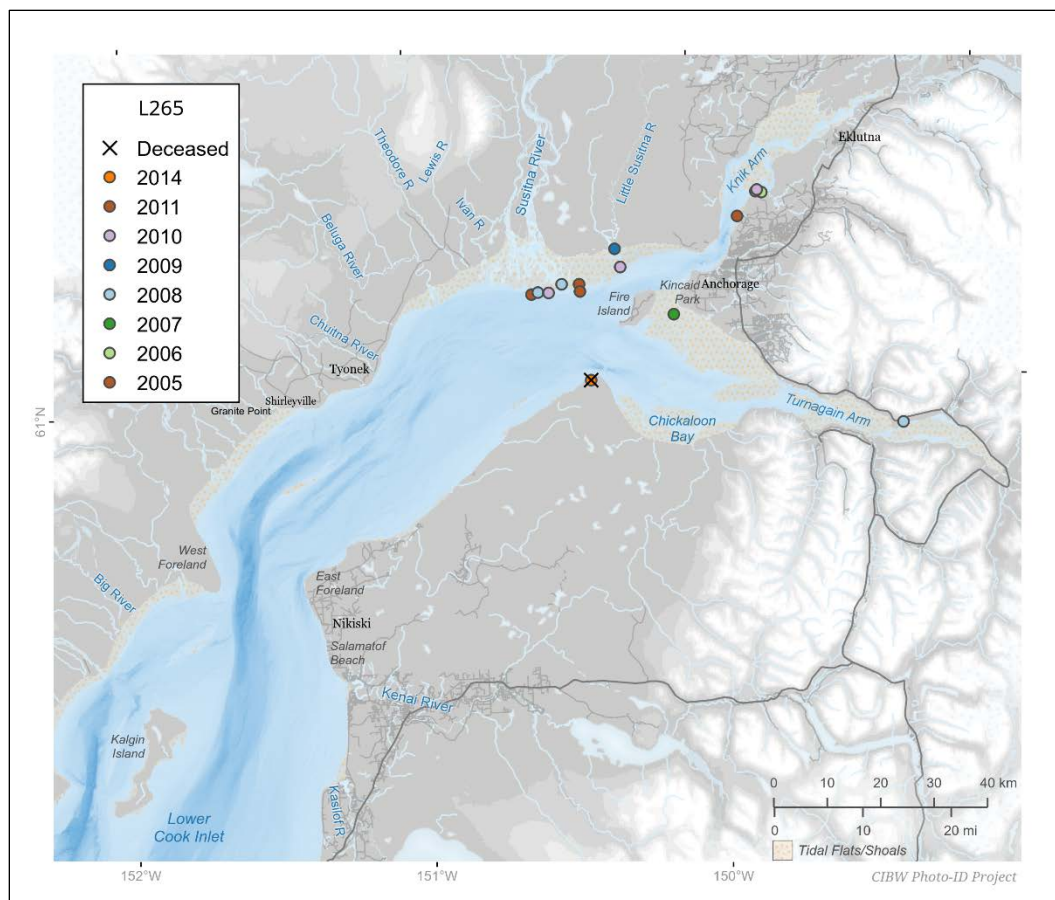 L265
Deceased
2014
2011
2010
2009
2008
2007
2006
2005
Theodore R
Lewis R
Ivan R
Susitna River
Little Susitna R
Beluga River
Chuitna River
Knik Arm
Eklutna
Fire
Island
Kincaid
Park
Anchorage
Tyonek
Shirleyville
Granite Point
Chickaloon
Bay
Turnagain Arm
61°N
West
Foreland
Big River
East
Foreland
Nikiski
Salamatof
Beach
Kenai River
Kalgin
Island
Kasilof R
Lower
Cook Inlet
0 10 20 30 40 km
0 10 20 mi
Tidal Flats/Shoals
152°W
151°W
150°W
CIBW Photo-ID Project